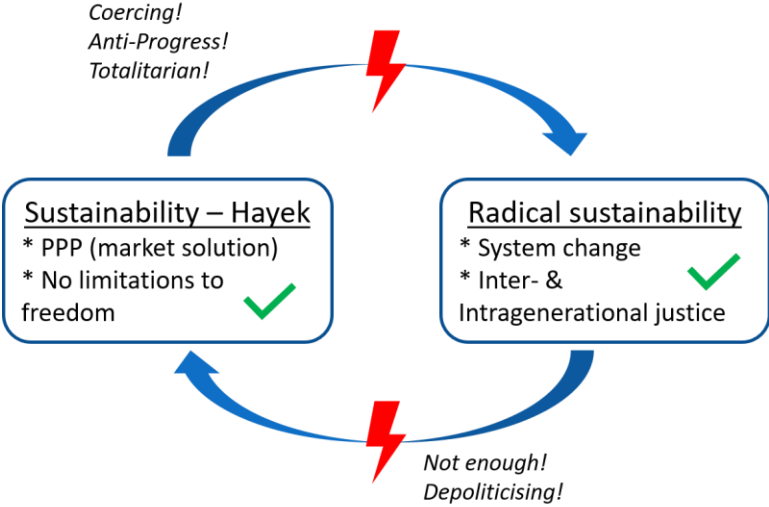 Coercing!
Anti-Progress!
Totalitarian!
Sustainability – Hayek
* PPP (market solution)
* No limitations to
freedom
Radical sustainability
* System change
* Inter- &
Intragenerational justice
Not enough!
Depoliticising!